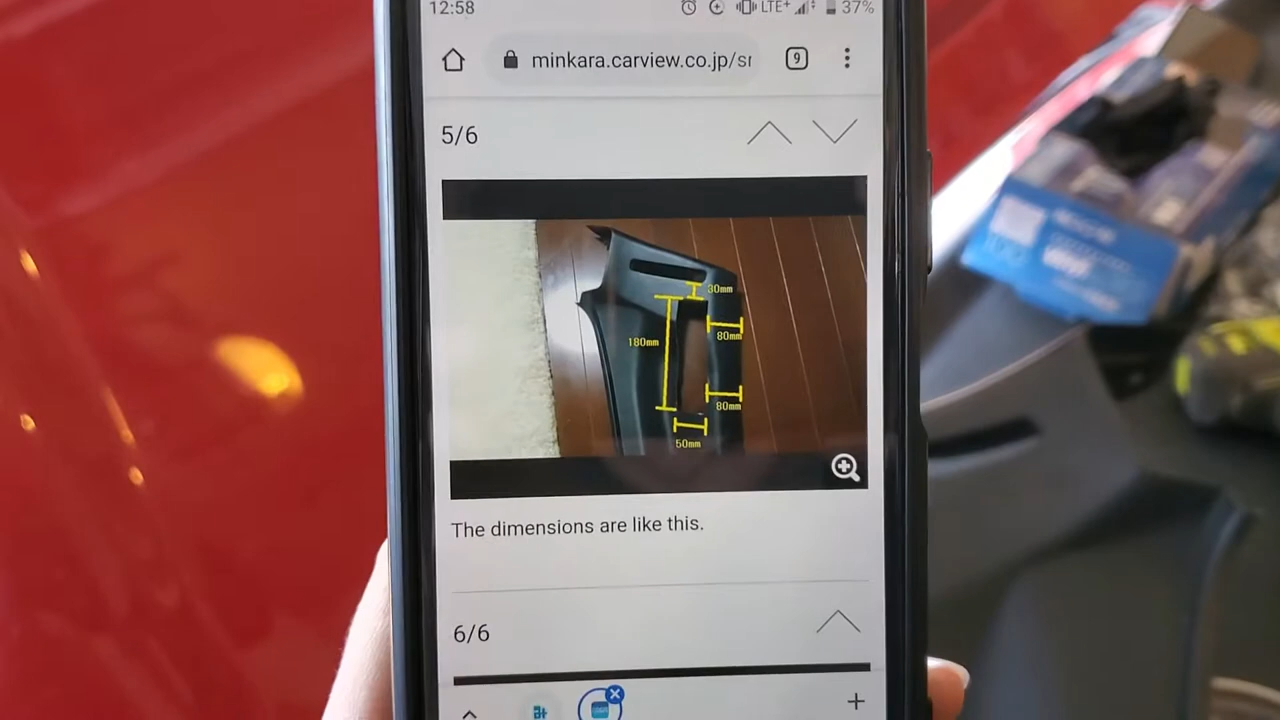 12:58
LTE+
37%
minkara.carview.co.jp/sr
9
5/6
30mm
80mm
180mm
80mm
50mm
The dimensions are like this.
6/6